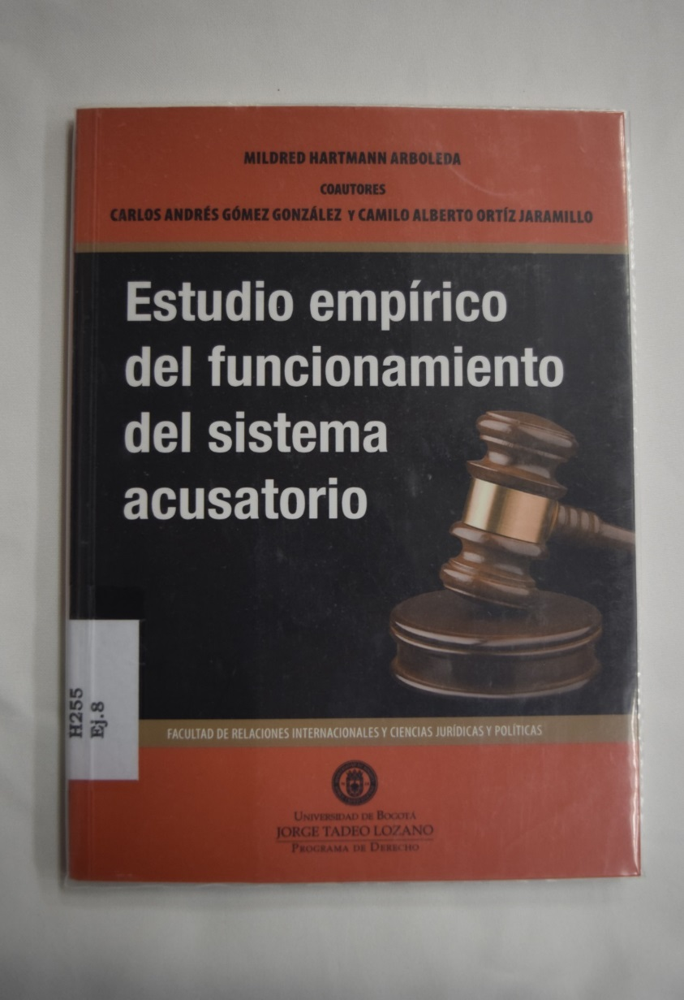 MILDRED HARTMANN ARBOLEDA
COAUTORES
CARLOS ANDRÉS GÓMEZ GONZÁLEZ Y CAMILO ALBERTO ORTÍZ JARAMILLO
Estudio empírico
del funcionamiento
del sistema
acusatorio
H255
Ej.8
FACULTAD DE RELACIONES INTERNACIONALES Y CIENCIAS JURÍDICAS Y POLÍTICAS
UNIVERSIDAD DE BOGOTÁ
JORGE TADEO LOZANO
PROGRAMA DE DERECHO